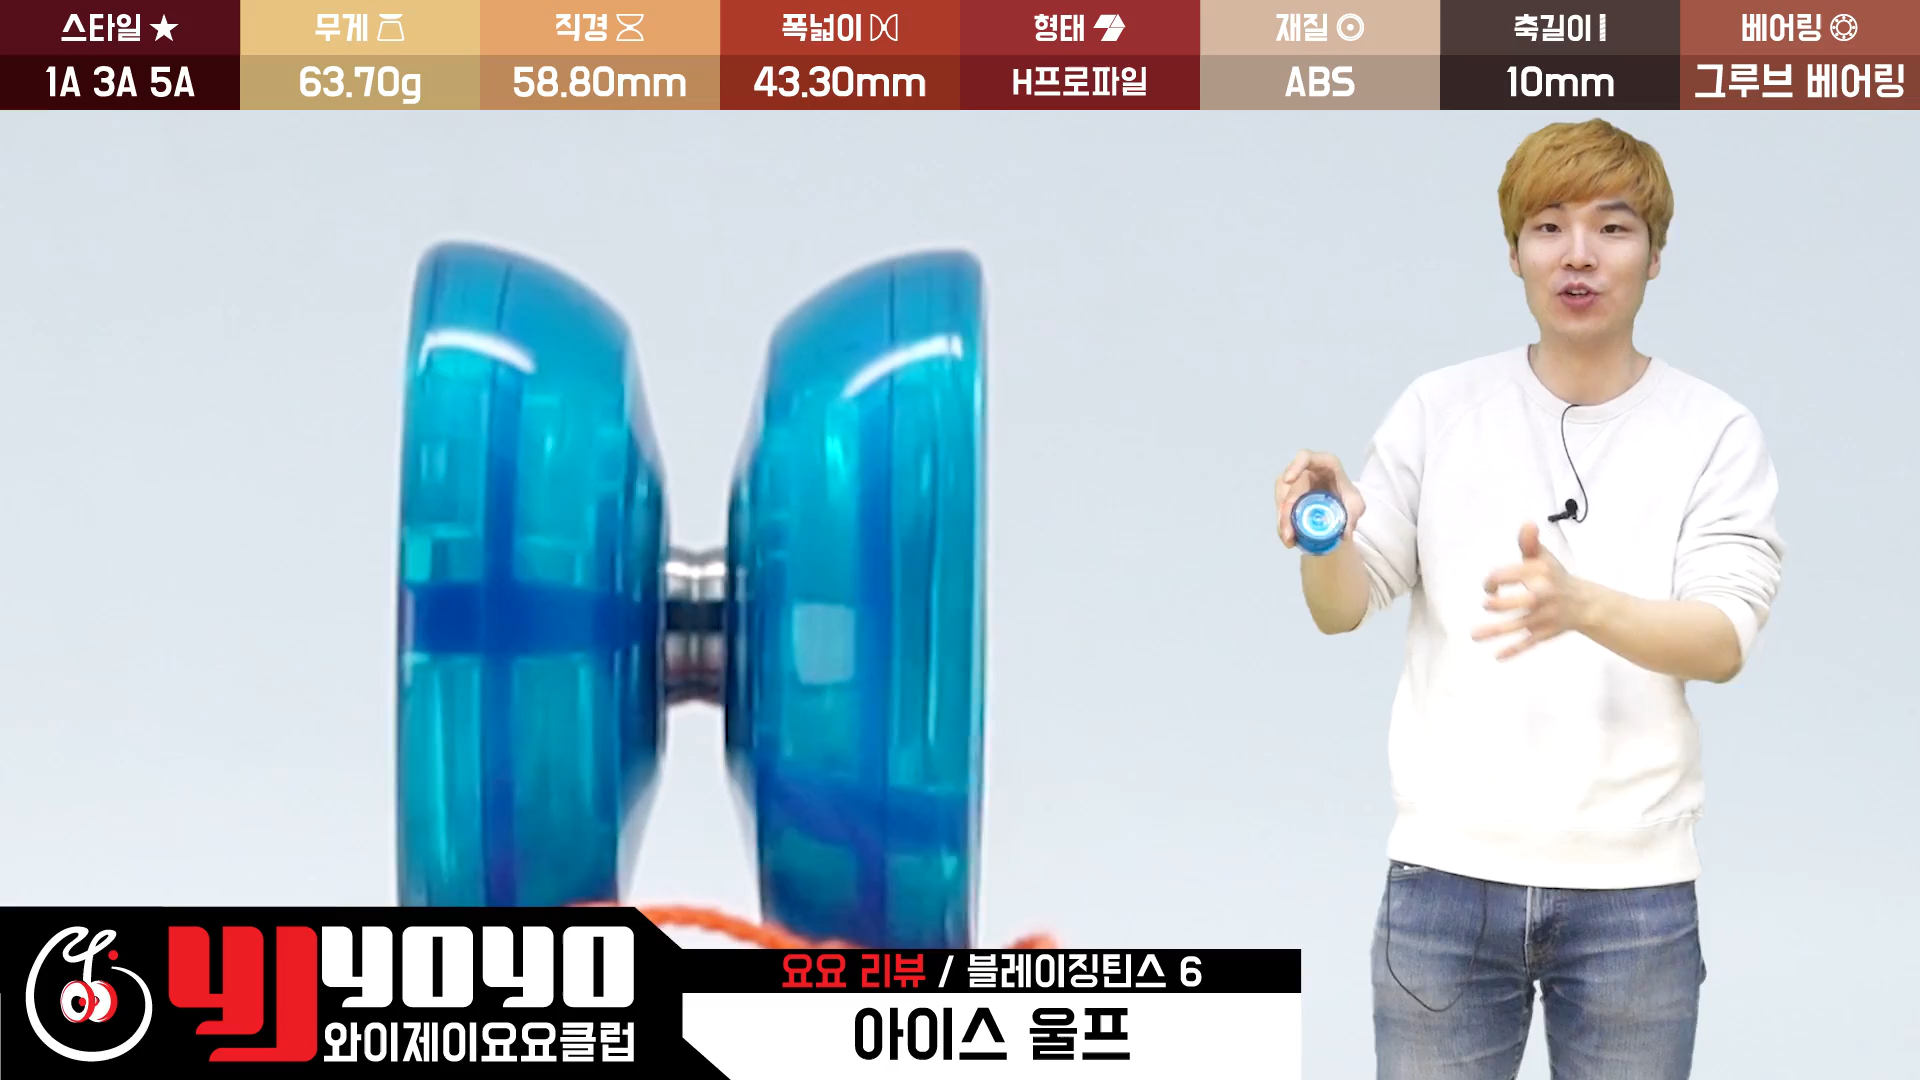 스타일
무게
직경
폭넓이
형태
재질
축길이
베어링
1A 3A 5A
63.70g
58.80mm
43.30mm
H프로파일
ABS
10mm
그루브 베어링
YJYOYO
와이제이요요클럽
요요 리뷰 / 블레이징틴스 6
아이스 울프